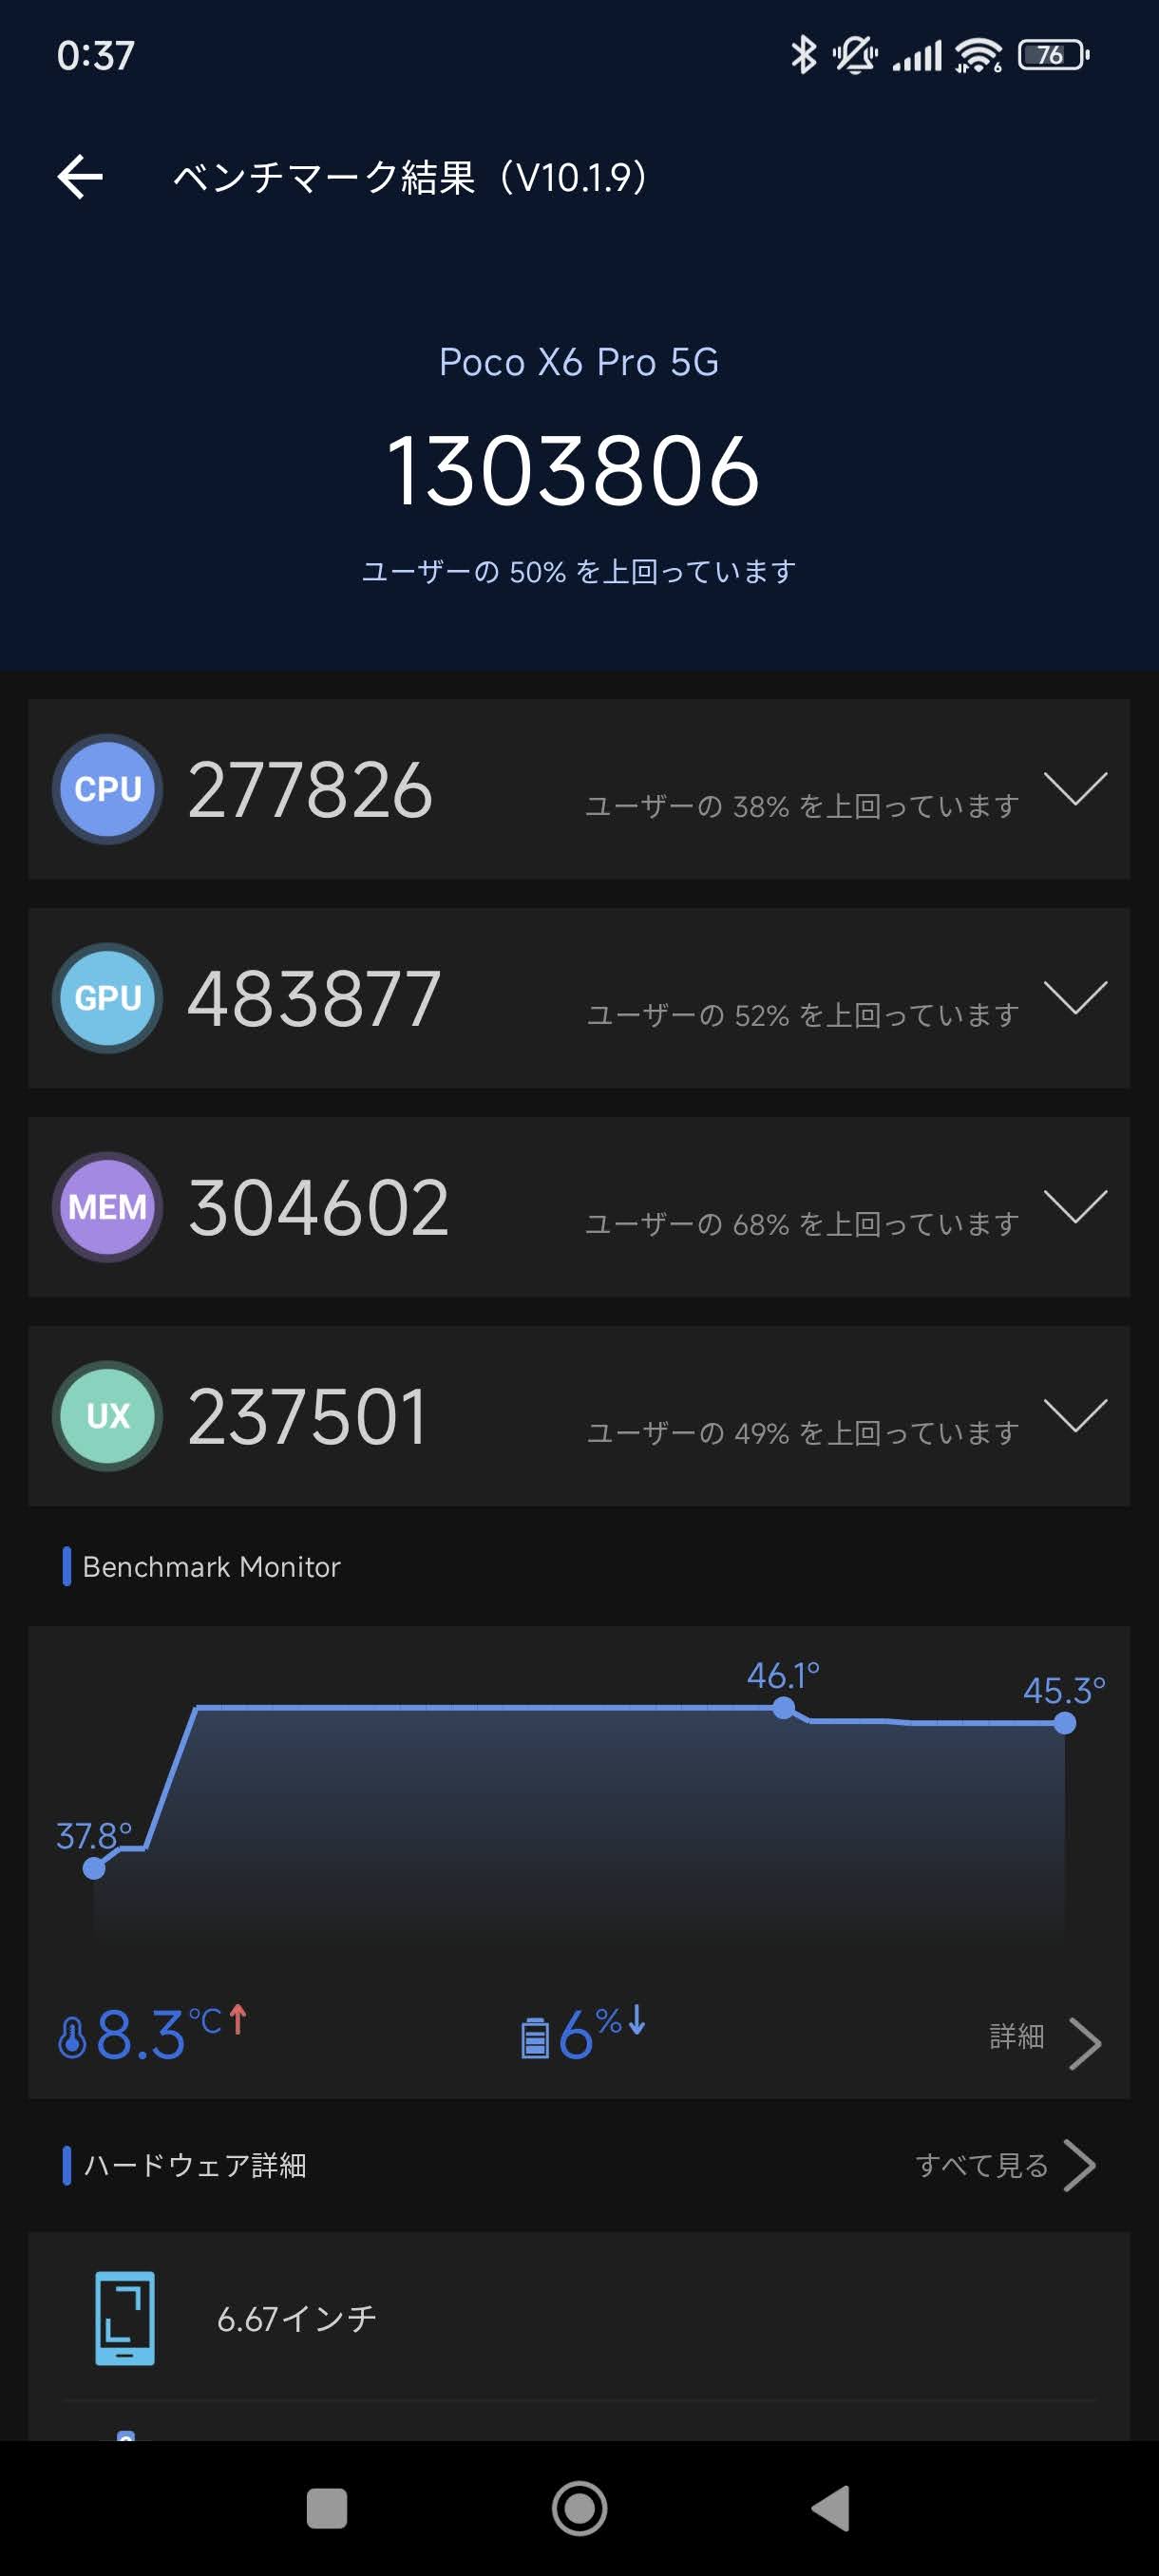 0:37
6
76
ベンチマーク結果（V10.1.9）
Poco X6 Pro 5G
1303806
ユーザーの 50% を上回っています
CPU 277826 ユーザーの 38% を上回っています
GPU 483877 ユーザーの 52% を上回っています
MEM 304602 ユーザーの 68% を上回っています
UX 237501 ユーザーの 49% を上回っています
Benchmark Monitor
46.1°
45.3°
37.8°
8.3℃↑ 6%↓ 詳細
ハードウェア詳細 すべて見る
6.67インチ